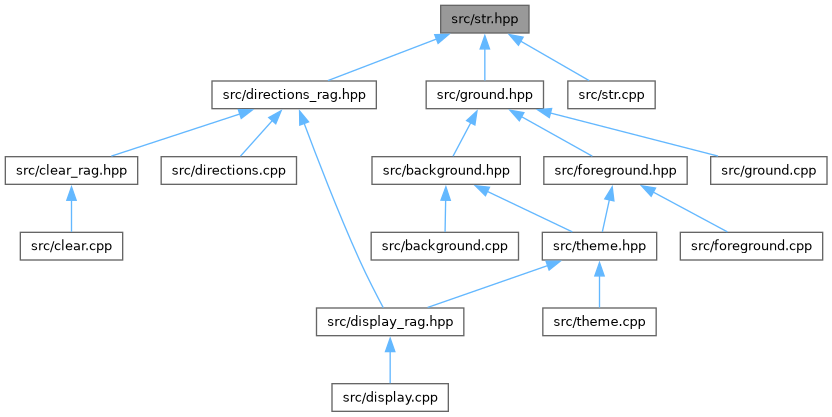 src/str.hpp
src/directions_rag.hpp
src/ground.hpp
src/str.cpp
src/clear_rag.hpp
src/directions.cpp
src/background.hpp
src/foreground.hpp
src/ground.cpp
src/clear.cpp
src/background.cpp
src/theme.hpp
src/foreground.cpp
src/display_rag.hpp
src/theme.cpp
src/display.cpp